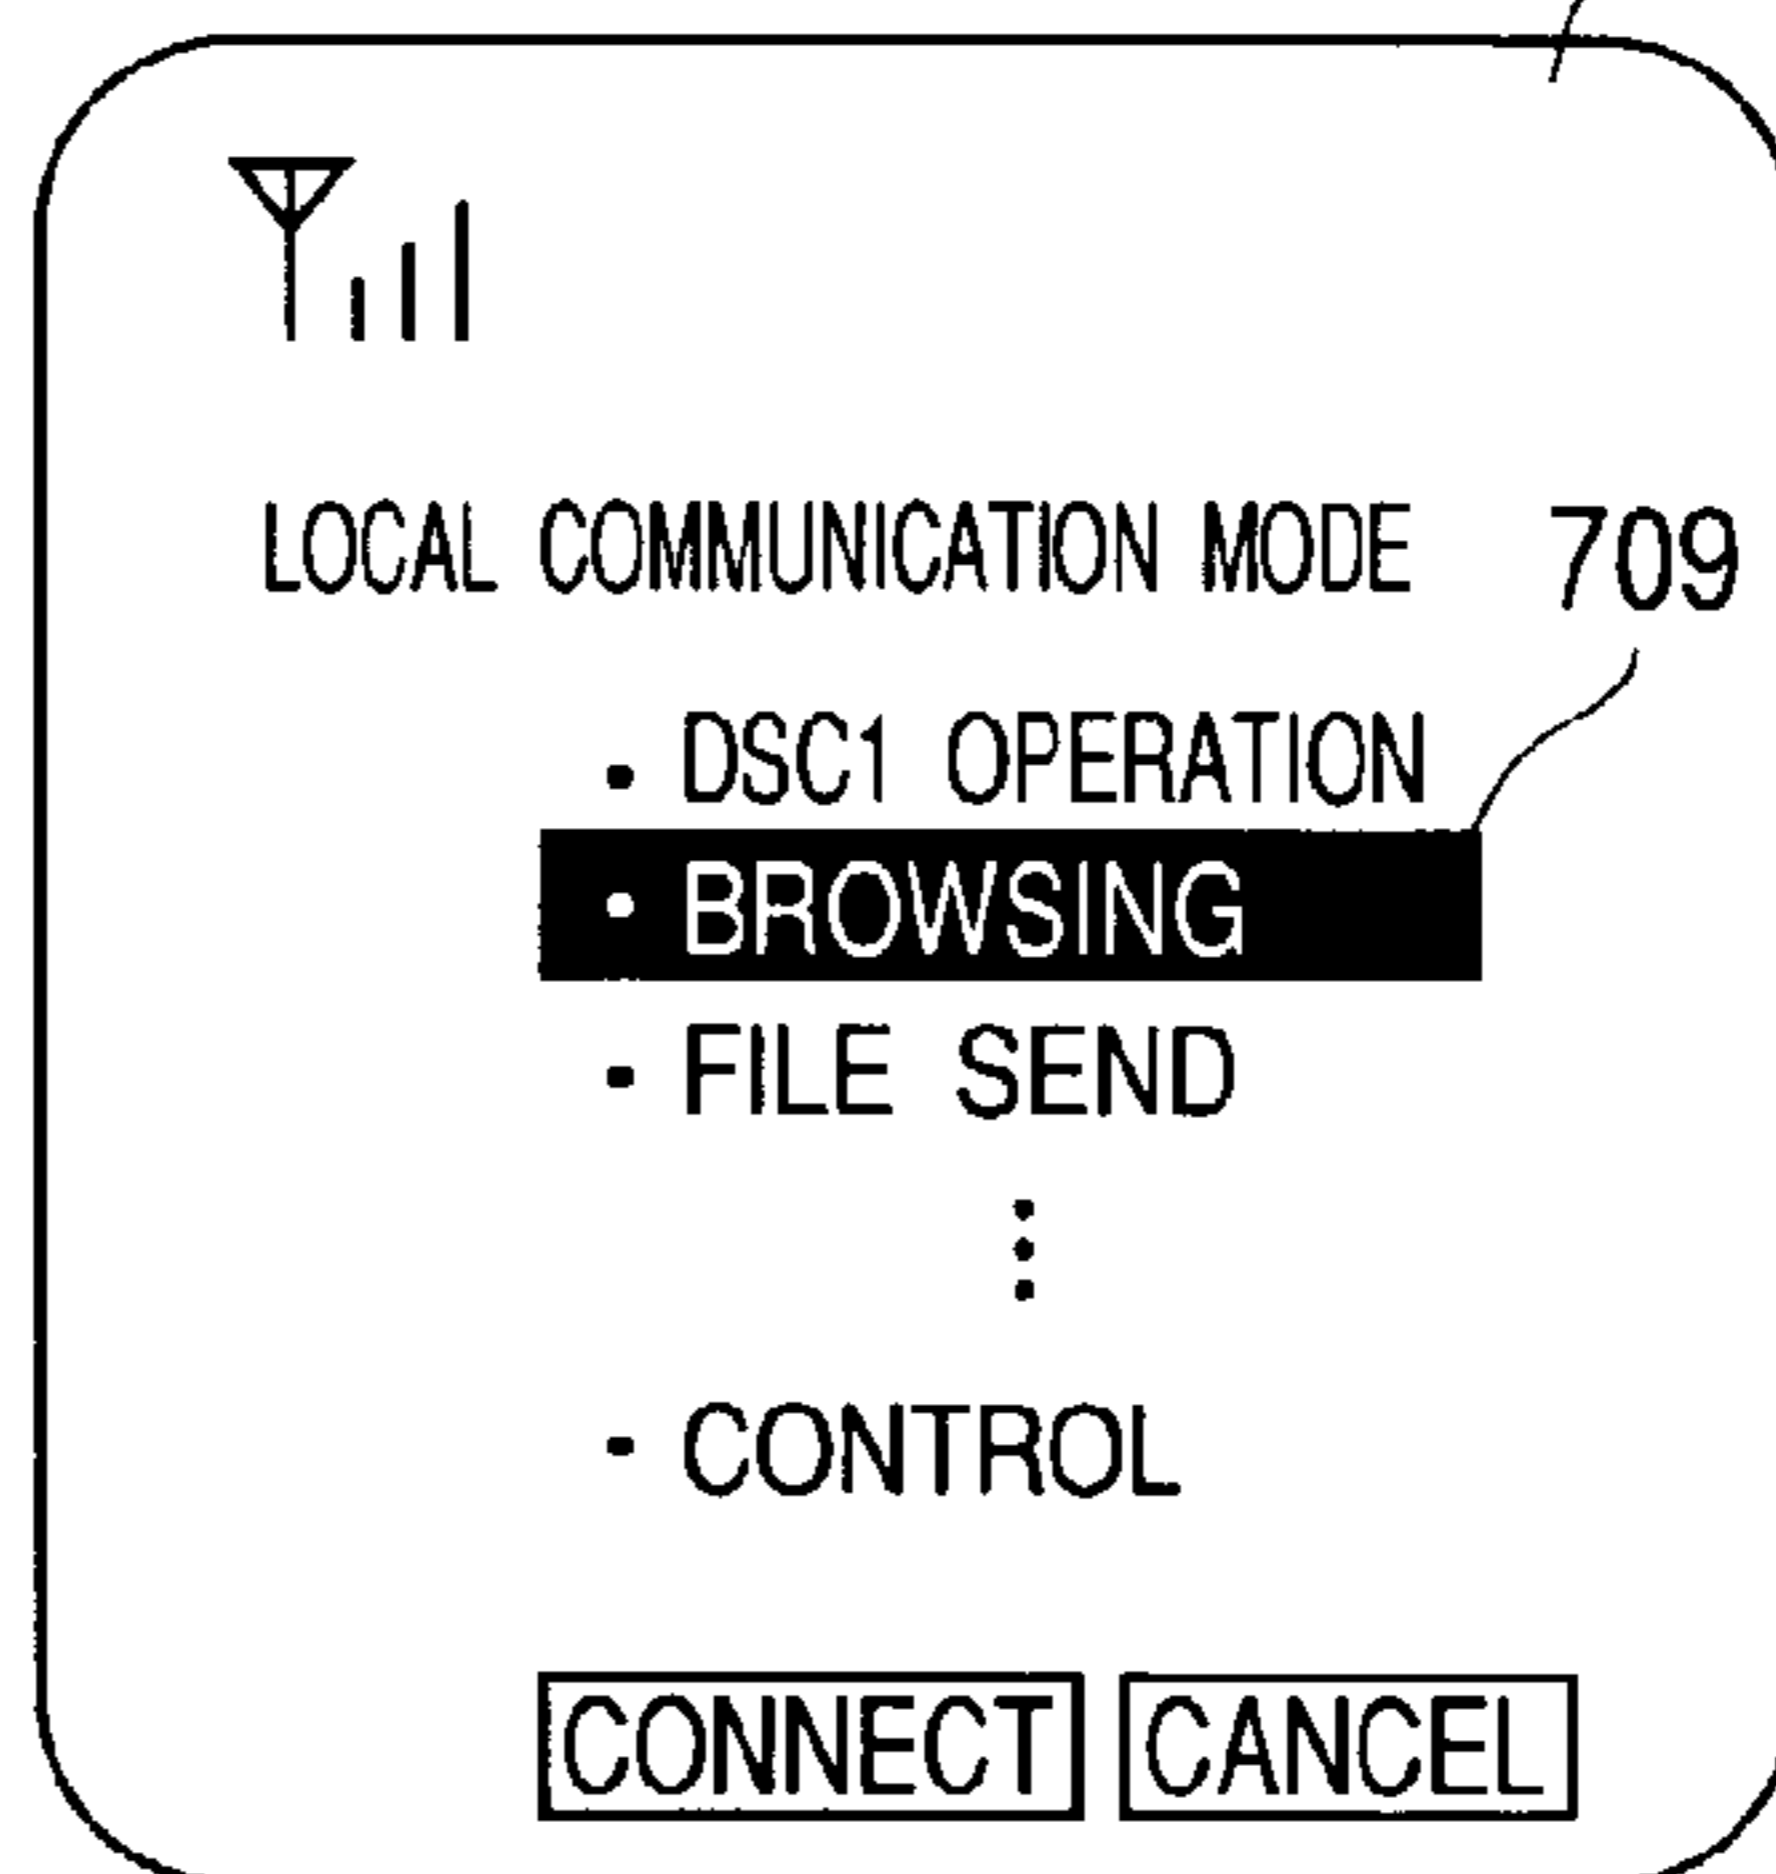 LOCAL COMMUNICATION MODE 709
• DSC1 OPERATION
• BROWSING
• FILE SEND
⋮
• CONTROL
CONNECT CANCEL